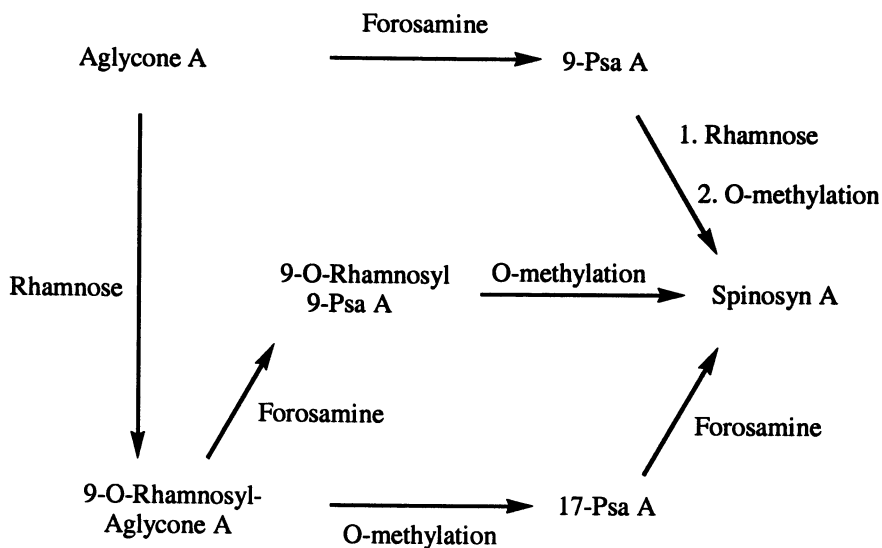 Forosamine
Aglycone A
9-Psa A
1. Rhamnose
2. O-methylation
Rhamnose
9-O-Rhamnosyl
9-Psa A
O-methylation
Spinosyn A
Forosamine
Forosamine
9-O-Rhamnosyl-
Aglycone A
O-methylation
17-Psa A